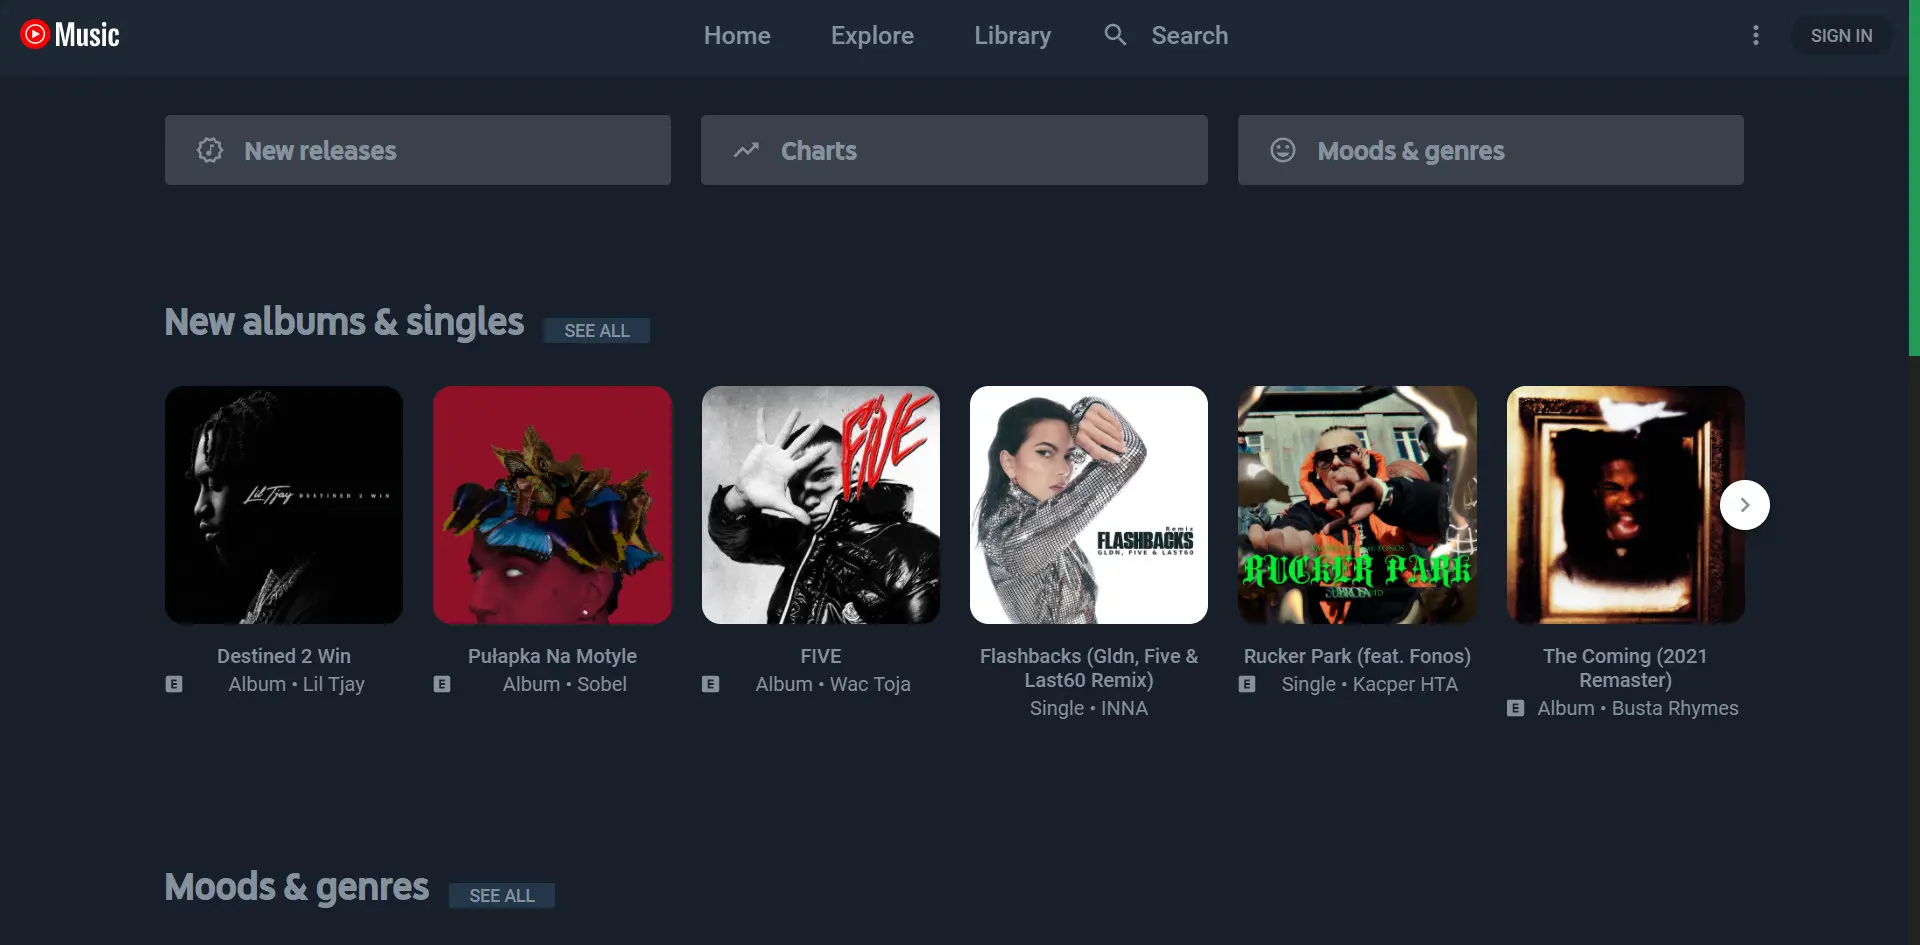 Music
Home
Explore
Library
Search
SIGN IN
New releases
Charts
Moods & genres
New albums & singles
SEE ALL
Lil Tjay DESTINED 2 WIN
FIVE
Remix
FLASHBACKS
GLDN, FIVE & LAST60
RUCKER PARK
Destined 2 Win
E Album • Lil Tjay
Pułapka Na Motyle
E Album • Sobel
FIVE
E Album • Wac Toja
Flashbacks (Gldn, Five &
Last60 Remix)
Single • INNA
Rucker Park (feat. Fonos)
E Single • Kacper HTA
The Coming (2021
Remaster)
E Album • Busta Rhymes
Moods & genres
SEE ALL